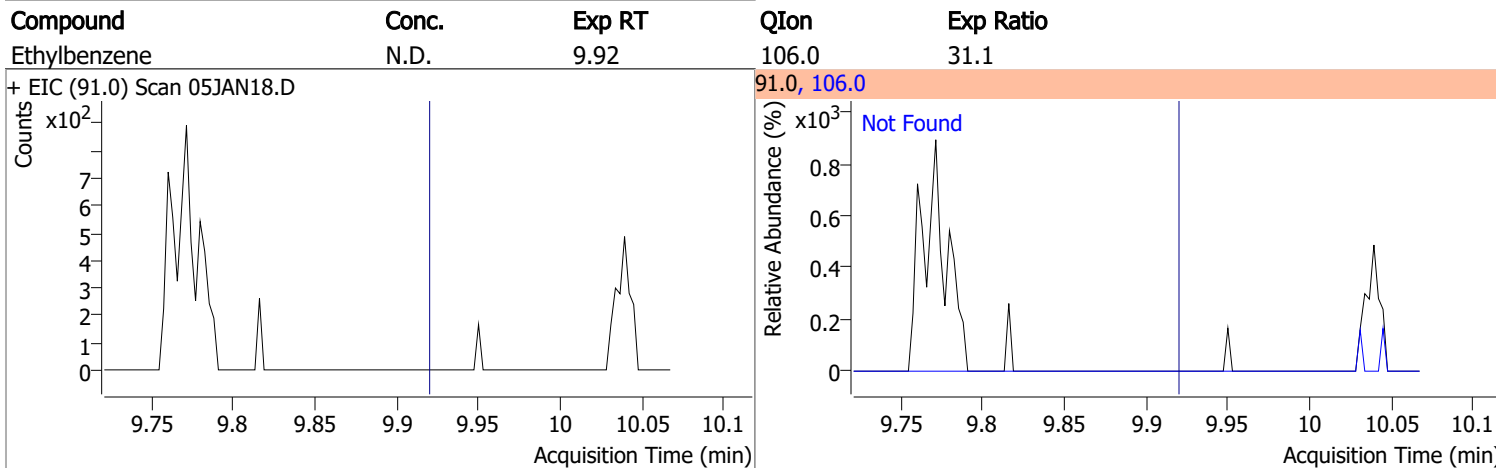 Compound Conc. Exp RT QIon Exp Ratio
Ethylbenzene N.D. 9.92 106.0 31.1
+ EIC (91.0) Scan 05JAN18.D
Counts
x10²
7
6
5
4
3
2
1
0
9.75 9.8 9.85 9.9 9.95 10 10.05 10.1
Acquisition Time (min)
91.0, 106.0
Relative Abundance (%)
x10³
Not Found
0.8
0.6
0.4
0.2
0
9.75 9.8 9.85 9.9 9.95 10 10.05 10.1
Acquisition Time (min)